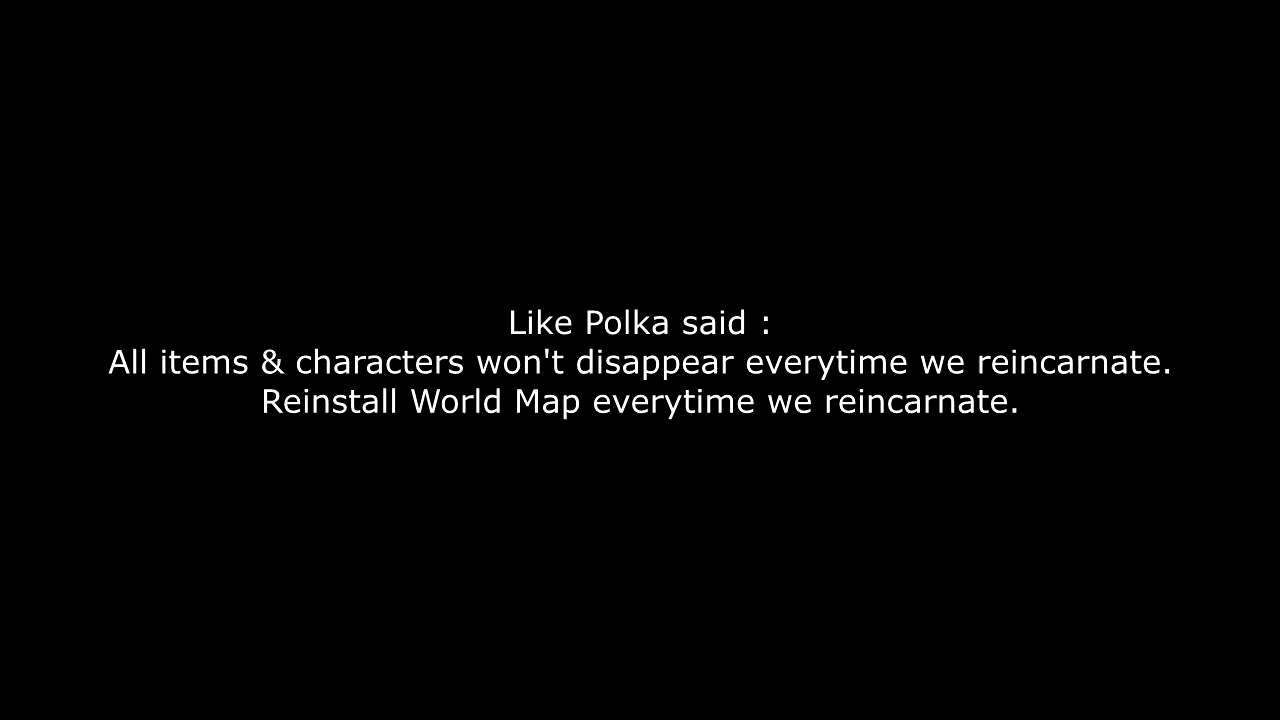 Like Polka said :
All items & characters won't disappear everytime we reincarnate.
Reinstall World Map everytime we reincarnate.